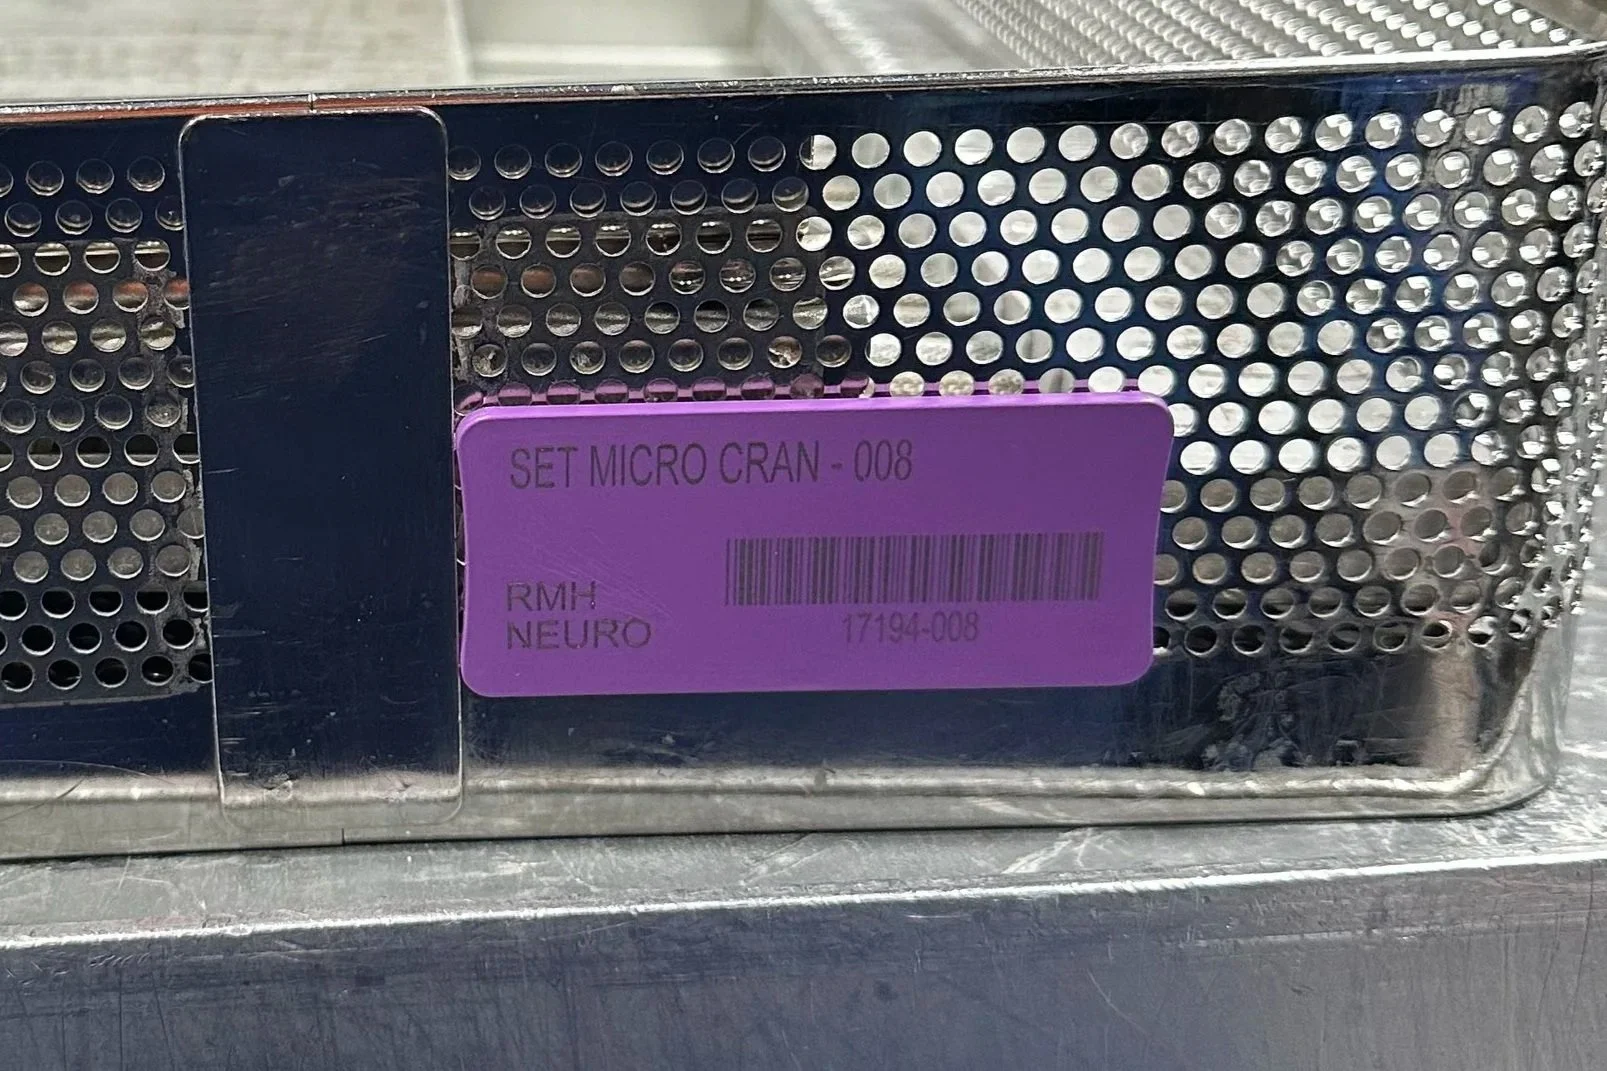 SET MICRO CRAN - 008
RMH
NEURO
17194-008